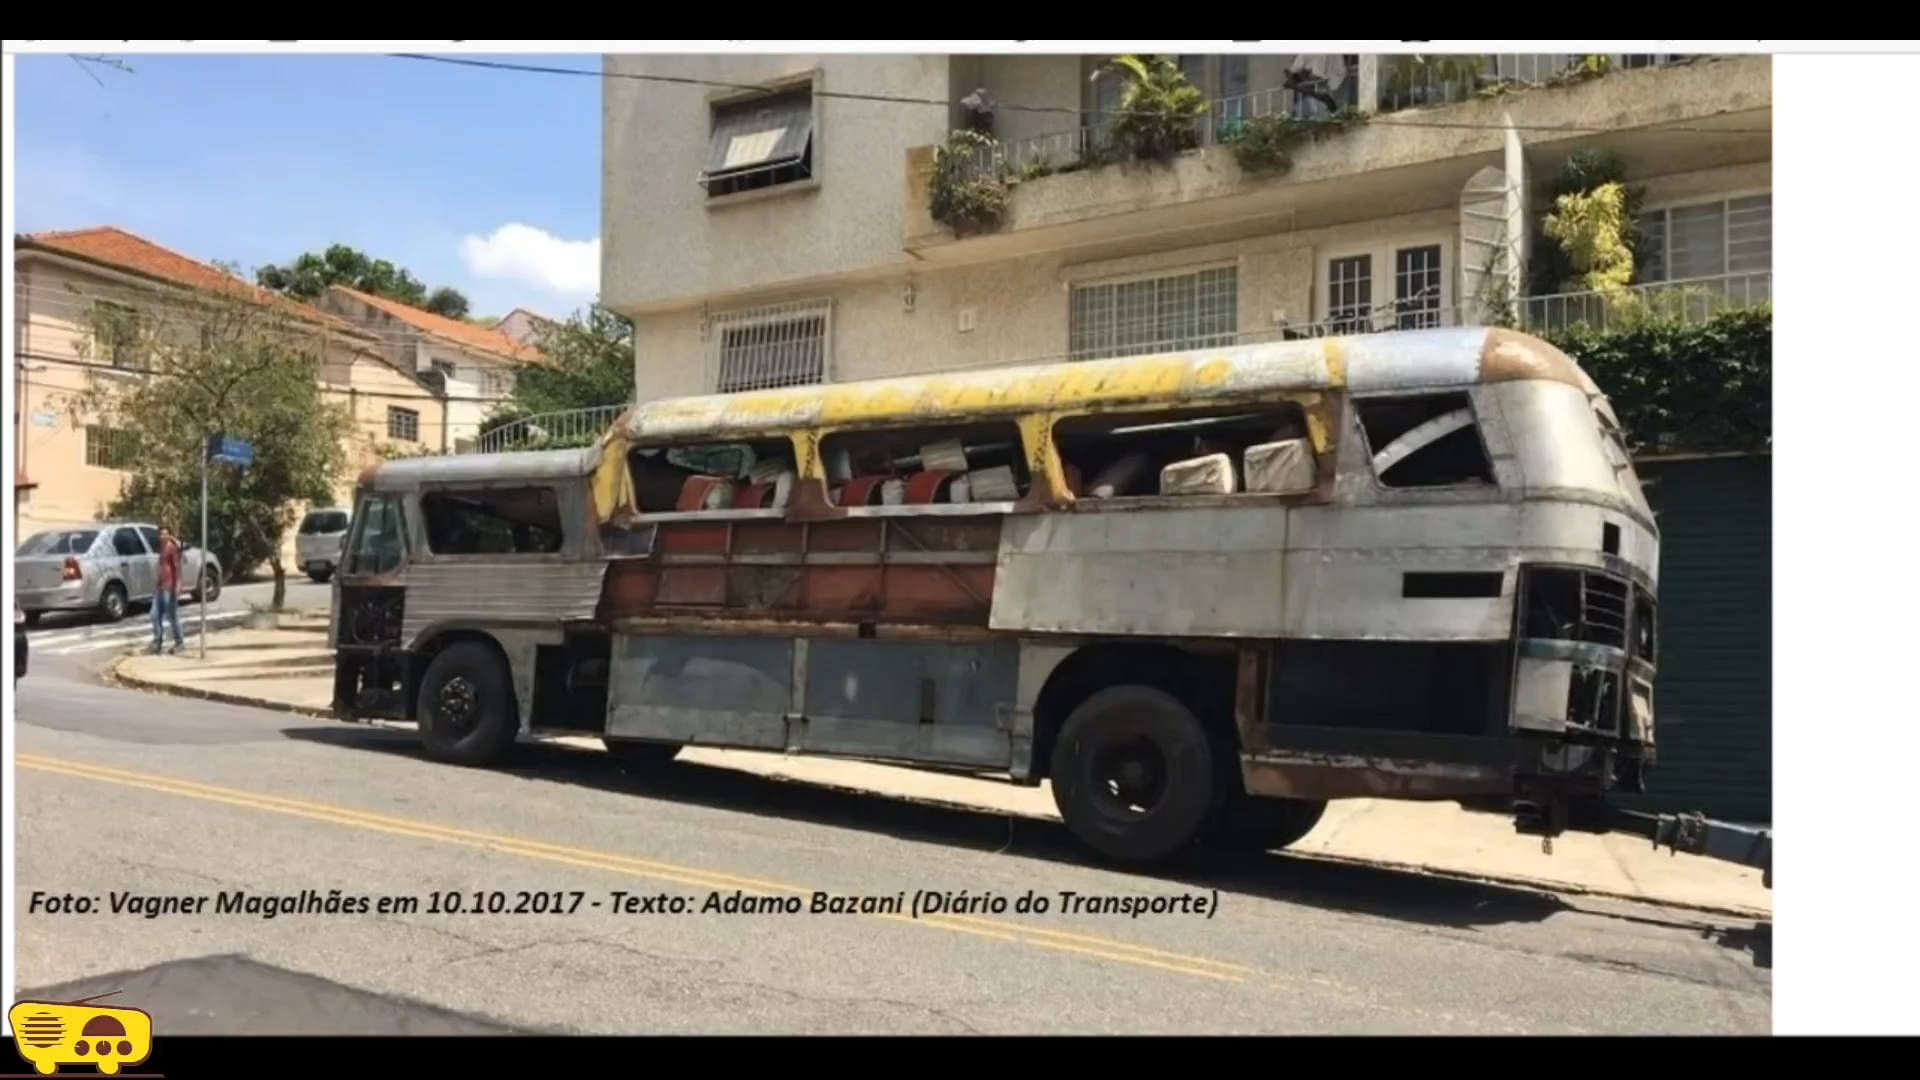 Foto: Vagner Magalhães em 10.10.2017 - Texto: Adamo Bazani (Diário do Transporte)